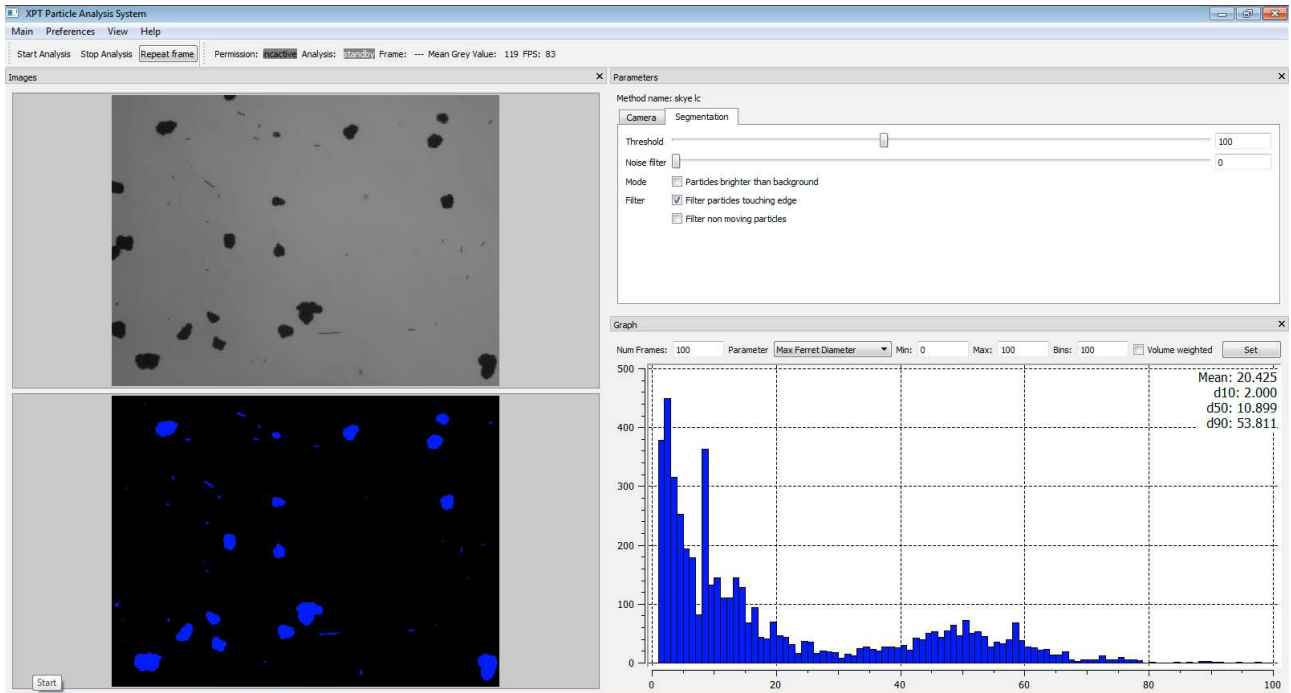 XPT Particle Analysis System
Main Preferences View Help
Start Analysis Stop Analysis Repeat frame Permission: incactive Analysis: standby Frame: --- Mean Grey Value: 119 FPS: 83
Images
Parameters
Method name: skye lc
Camera Segmentation
Threshold 100
Noise filter 0
Mode Particles brighter than background
Filter Filter particles touching edge
Filter non moving particles
Graph
Num Frames: 100 Parameter Max Ferret Diameter Min: 0 Max: 100 Bins: 100 Volume weighted Set
500
Mean: 20.425
d10: 2.000
d50: 10.899
d90: 53.811
400
300
200
100
0
0 20 40 60 80 100
Start